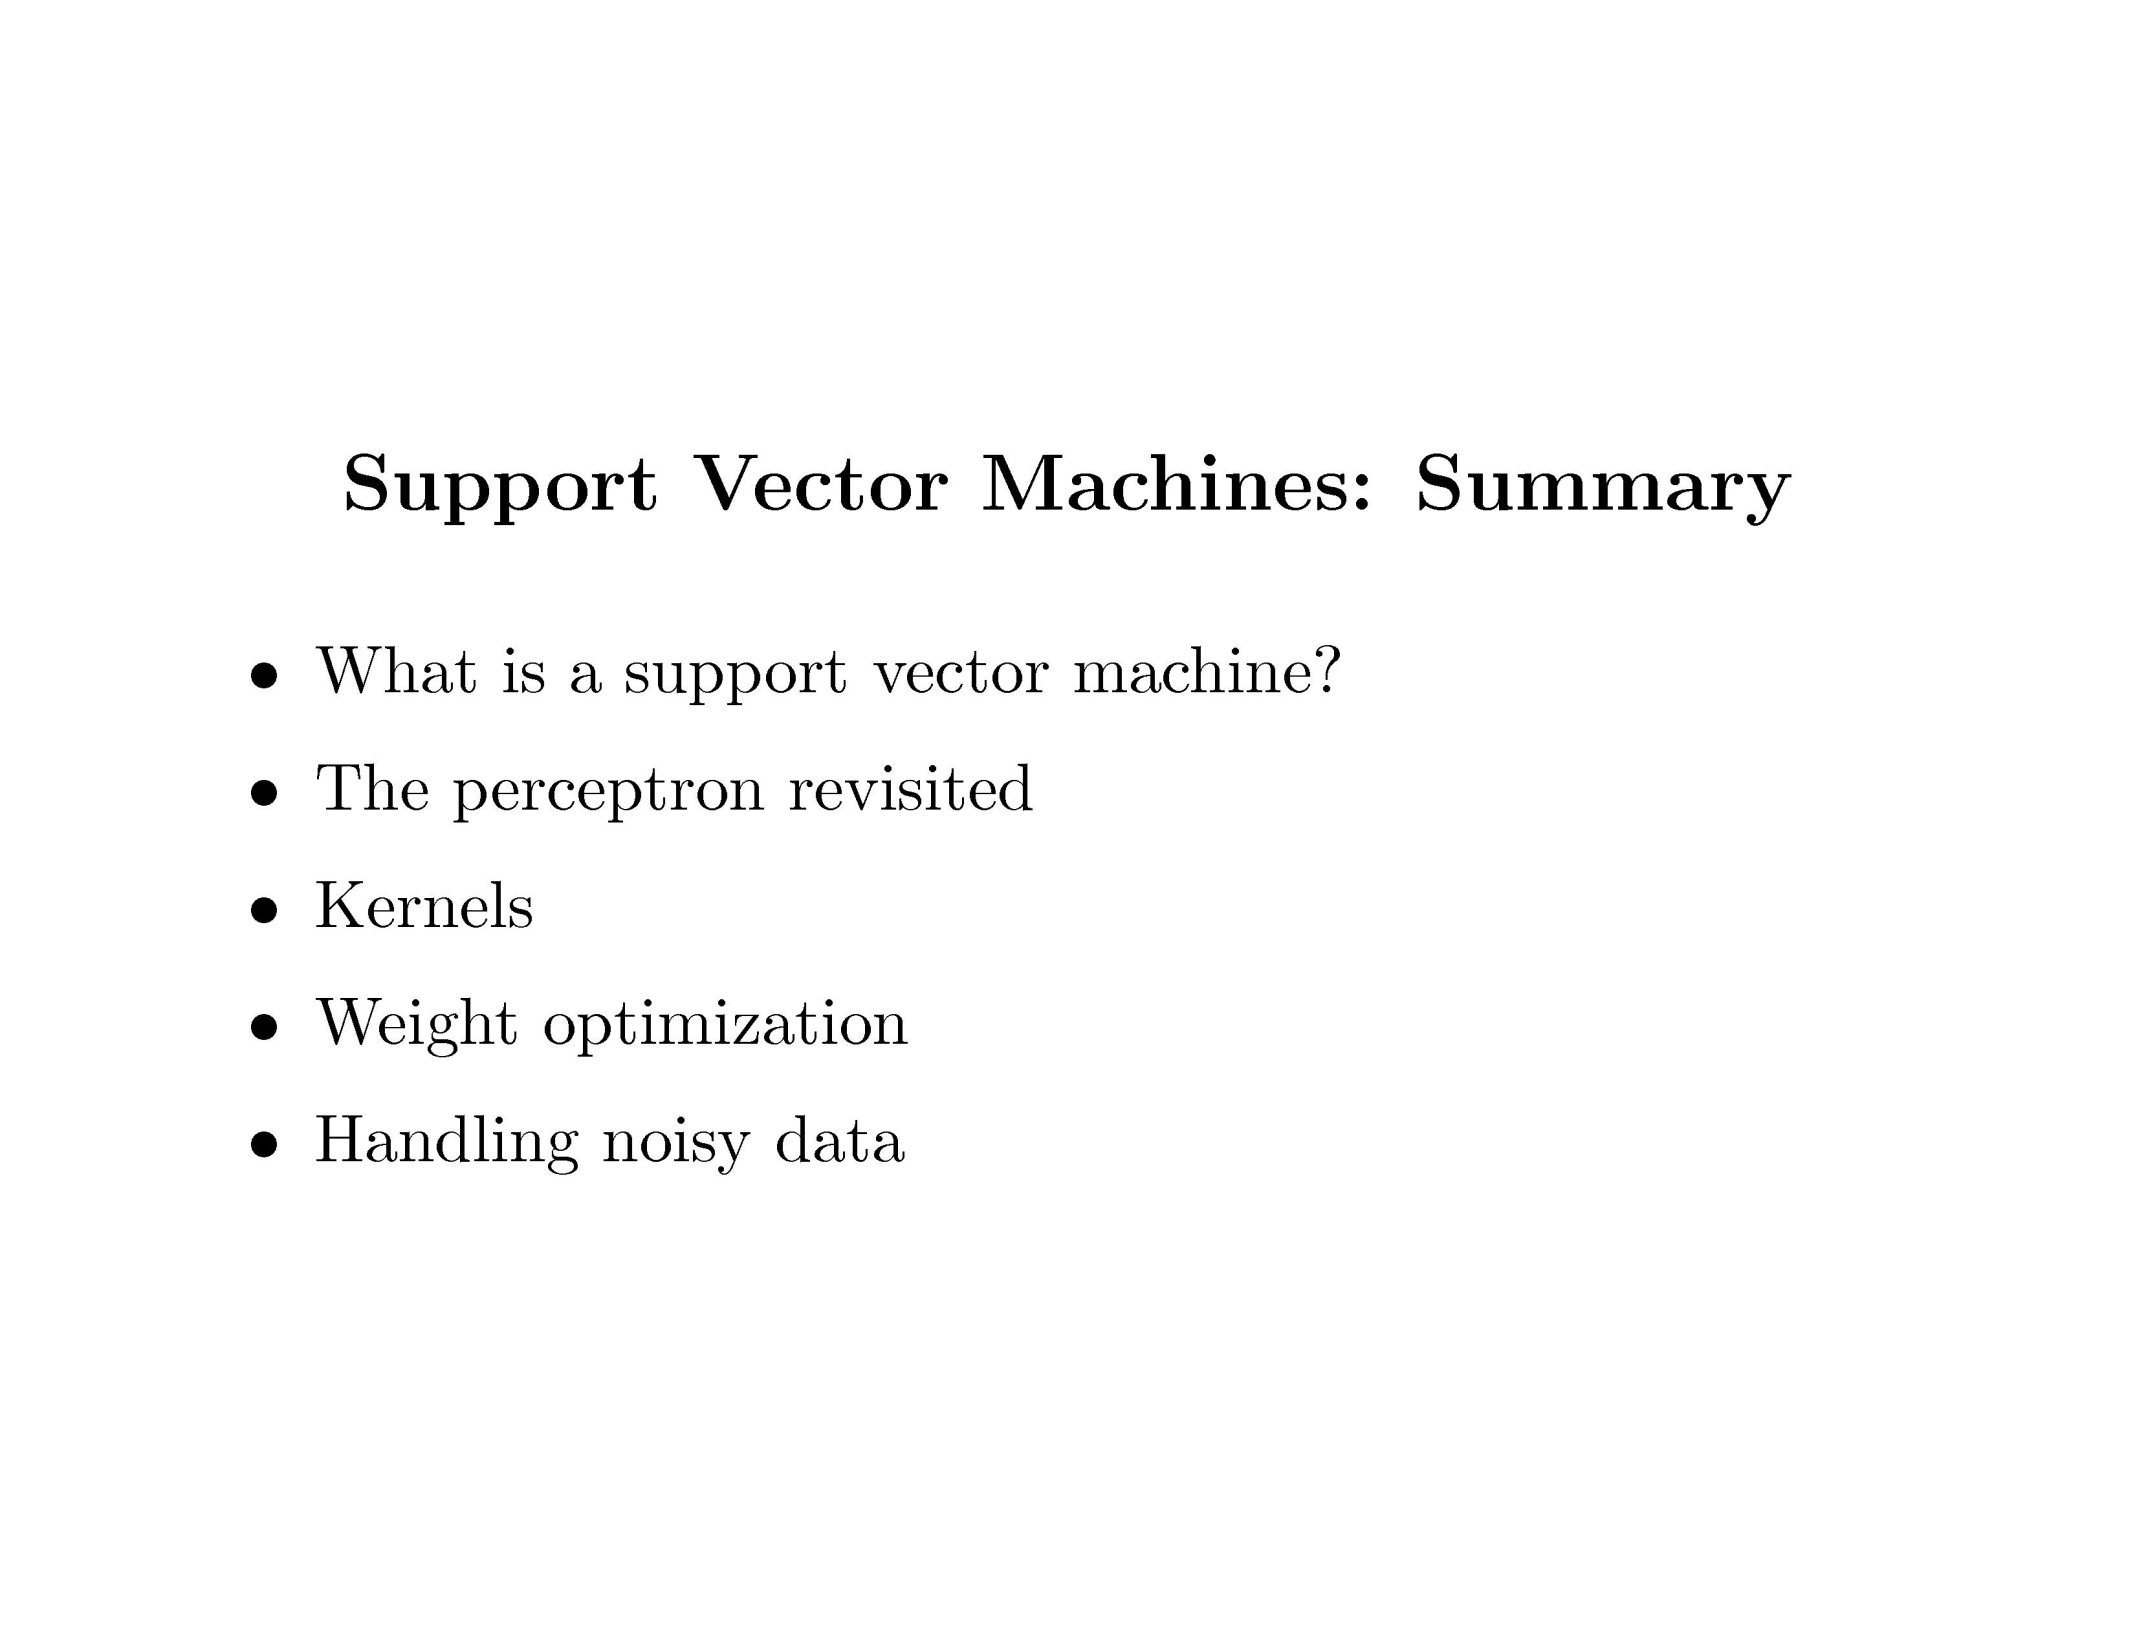 Support Vector Machines: Summary
• What is a support vector machine?
• The perceptron revisited
• Kernels
• Weight optimization
• Handling noisy data